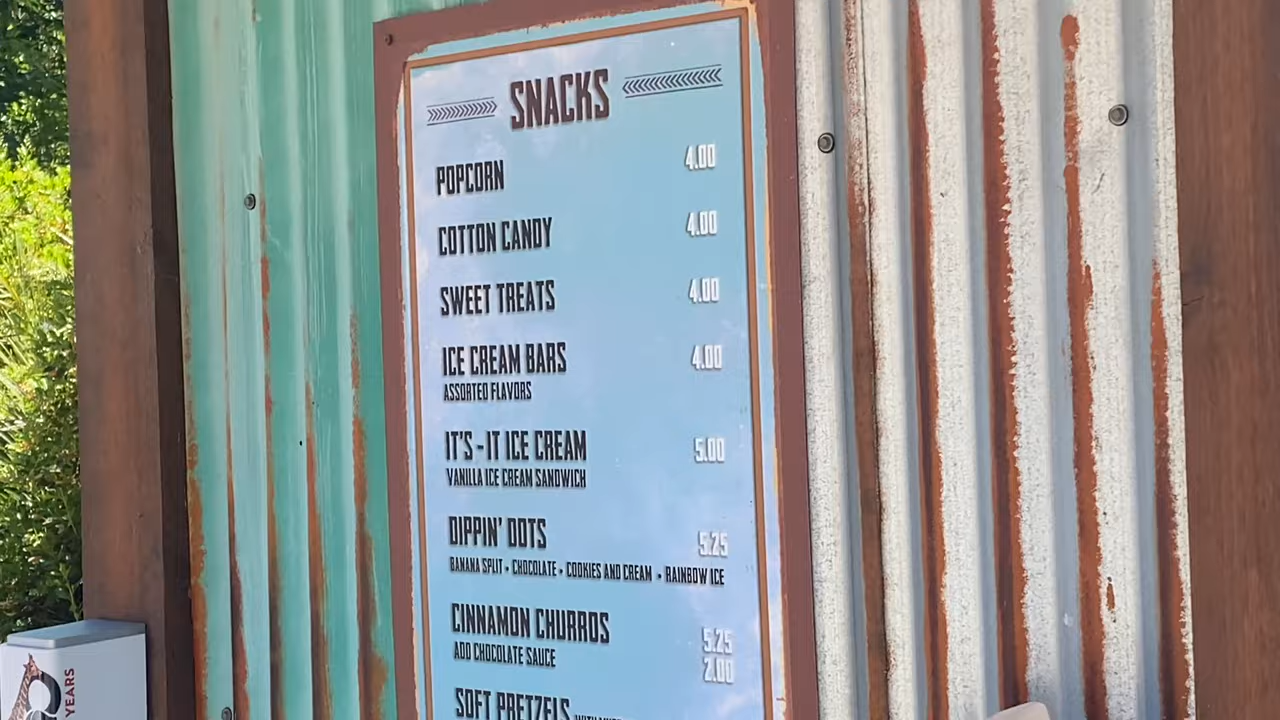 SNACKS
POPCORN 4.00
COTTON CANDY 4.00
SWEET TREATS 4.00
ICE CREAM BARS 4.00
ASSORTED FLAVORS
IT'S-IT ICE CREAM 5.00
VANILLA ICE CREAM SANDWICH
DIPPIN' DOTS 5.25
BANANA SPLIT • CHOCOLATE • COOKIES AND CREAM • RAINBOW ICE
CINNAMON CHURROS 5.25
ADD CHOCOLATE SAUCE 2.00
SOFT PRETZELS
YEARS